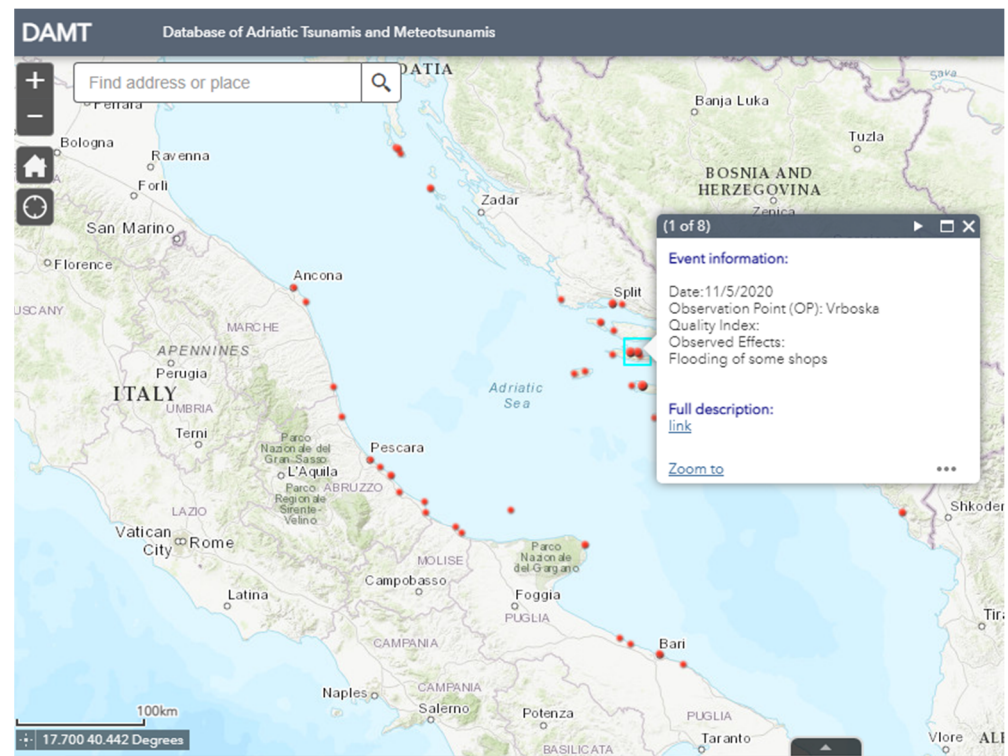 DAMT
Database of Adriatic Tsunamis and Meteotsunamis
+
Find address or place
−
Ferrara
Bologna
Ravenna
Forli
San Marino
Florence
Ancona
MARCHE
APENNINES
Perugia
ITALY
UMBRIA
Terni
Parco
Nazionale del
Gran Sasso
L'Aquila
Parco
Regionale
Sirente-
Velino
ABRUZZO
Pescara
LAZIO
Vatican
City
Rome
Latina
MOLISE
Campobasso
CAMPANIA
Parco
Nazionale
del Gargano
Foggia
PUGLIA
Bari
Naples
CAMPANIA
Salerno
Potenza
PUGLIA
Taranto
BASILICATA
Adriatic
Sea
Zadar
Split
Sava
Banja Luka
Tuzla
BOSNIA AND
HERZEGOVINA
Zenica
(1 of 8)
Event information:
Date:11/5/2020
Observation Point (OP): Vrboska
Quality Index:
Observed Effects:
Flooding of some shops
Full description:
link
Zoom to
•••
Shkoder
Vlore
100km
17.700 40.442 Degrees